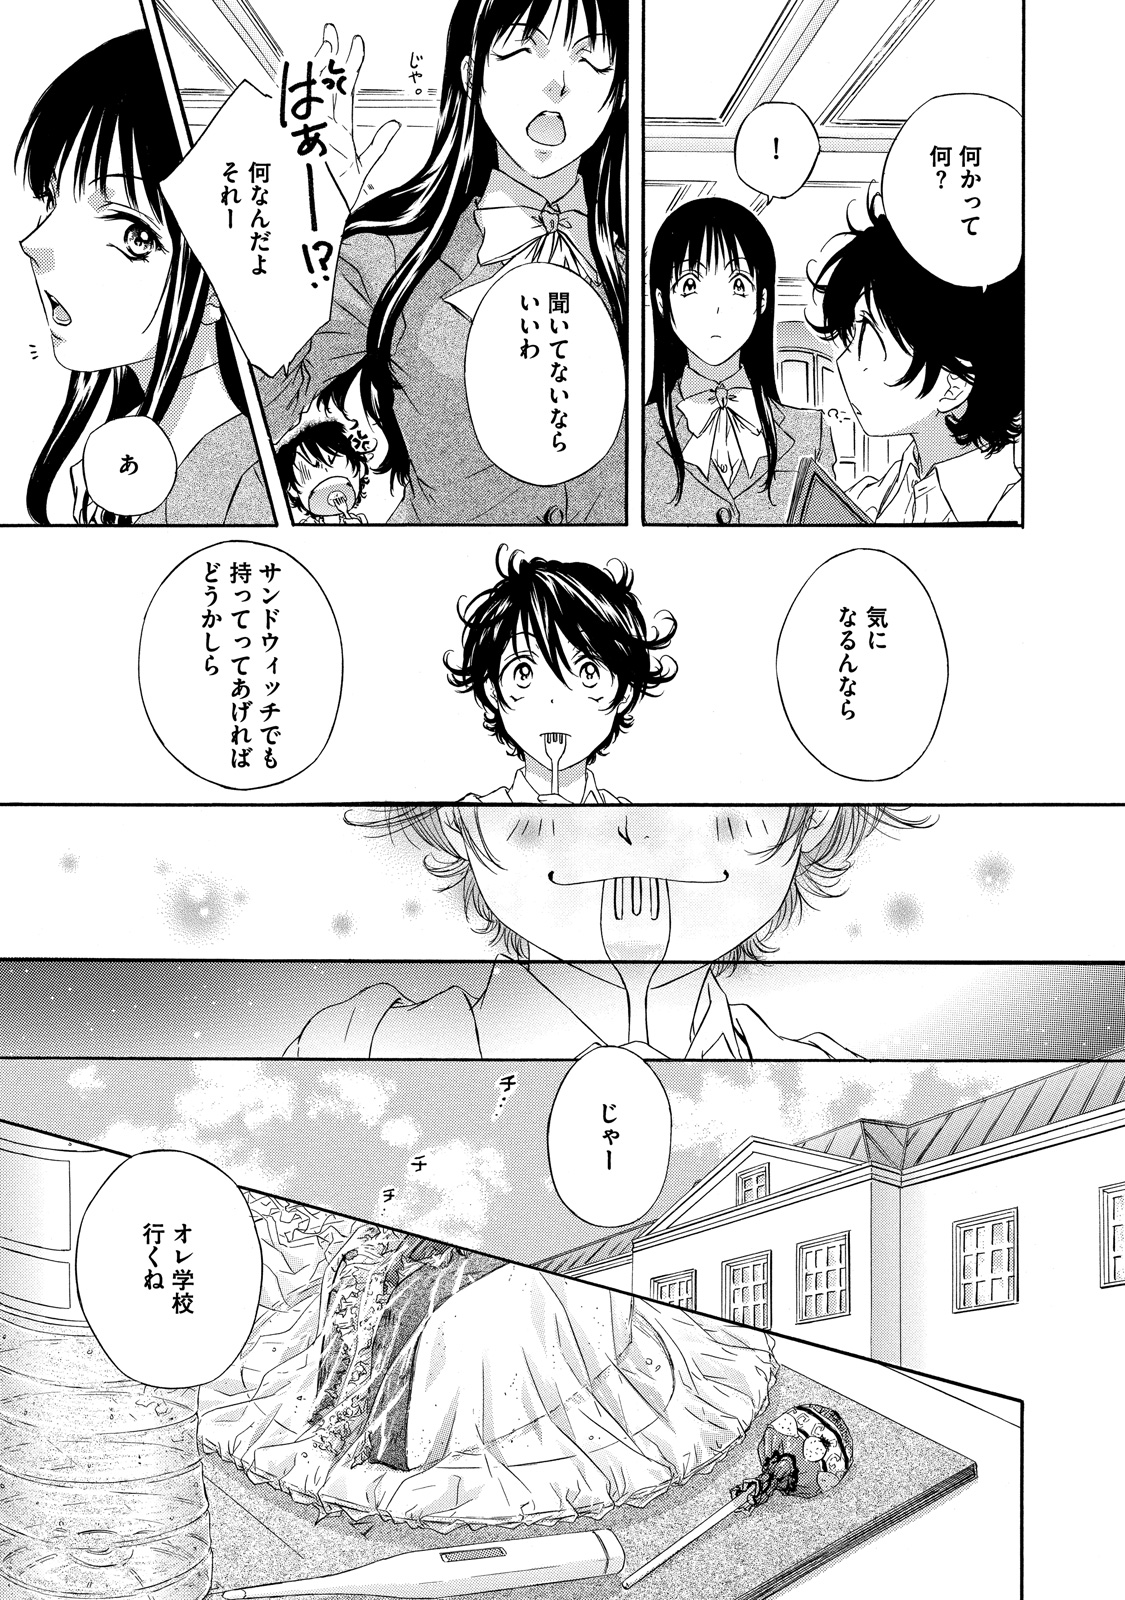 何かって
何？
！
聞いてないなら
いいわ
じゃ。
しって
はぁー！？
何なんだよ
それー
あ
気に
なるんなら
サンドウィッチでも
持ってってあげれば
どうかしら
じゃー
チ…
チ
チ…
オレ学校
行くね